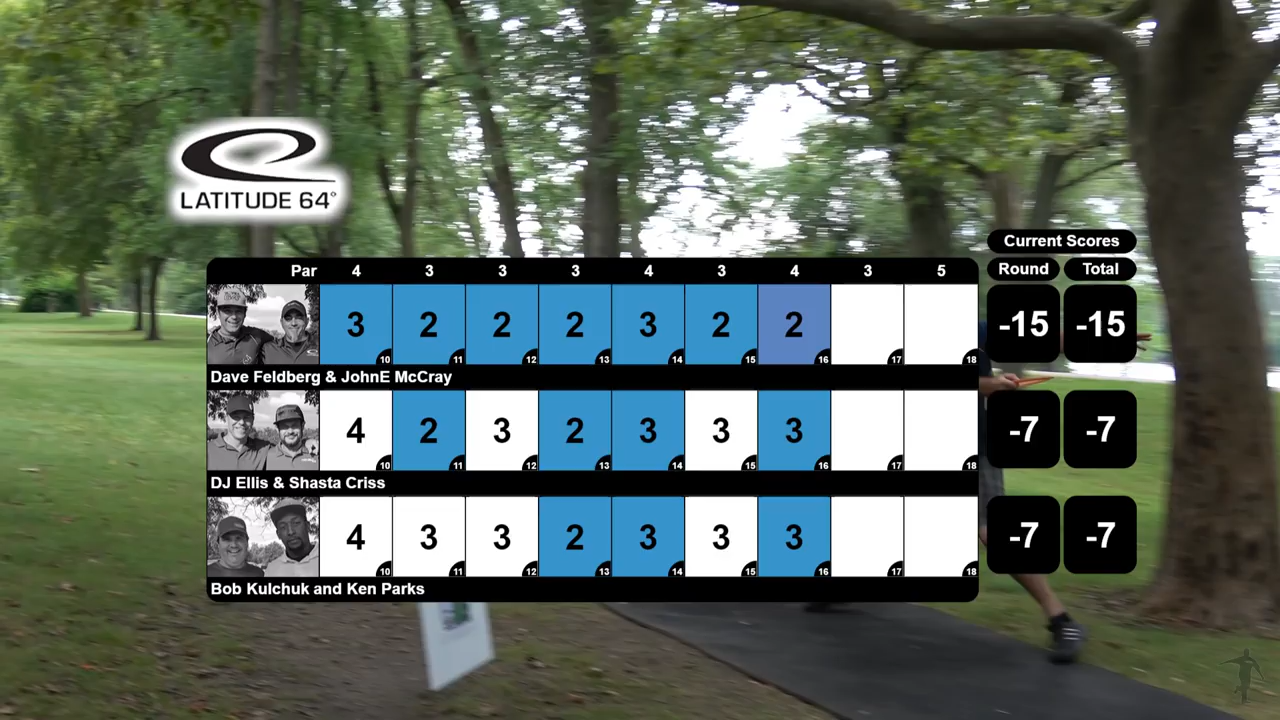 LATITUDE 64°
Current Scores
Par 4 3 3 3 4 3 4 3 5 Round Total
3 2 2 2 3 2 2 -15 -15
10 11 12 13 14 15 16 17 18
Dave Feldberg & JohnE McCray
4 2 3 2 3 3 3 -7 -7
10 11 12 13 14 15 16 17 18
DJ Ellis & Shasta Criss
4 3 3 2 3 3 3 -7 -7
10 11 12 13 14 15 16 17 18
Bob Kulchuk and Ken Parks